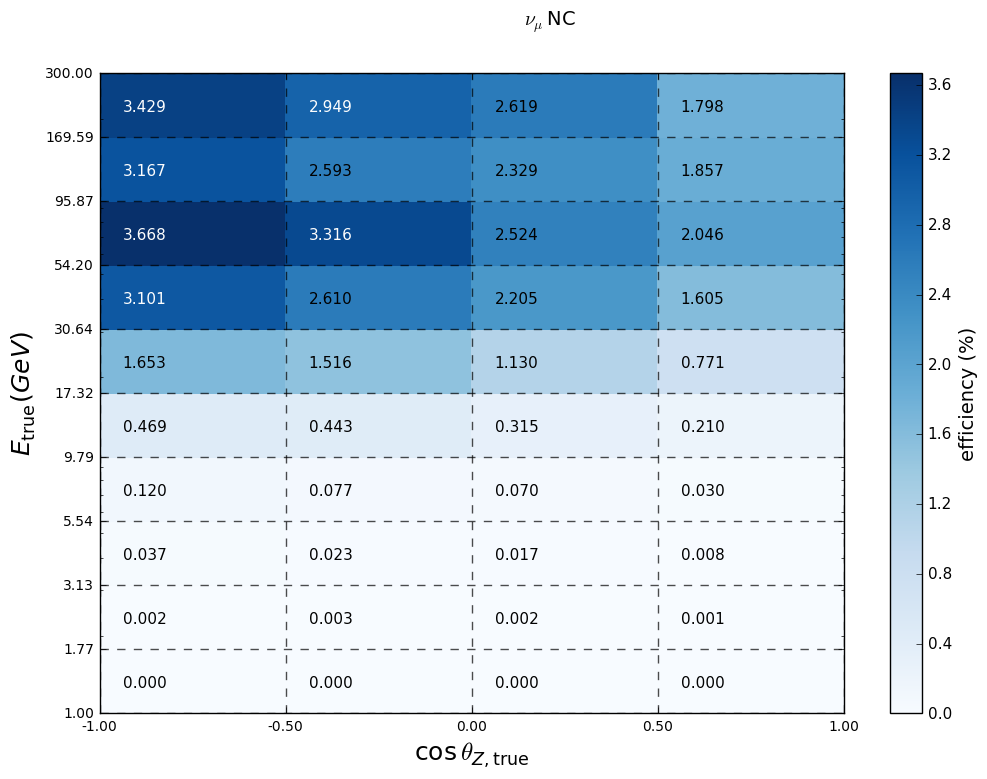 ν_μ NC
300.00
3.429 2.949 2.619 1.798
3.6
169.59
3.167 2.593 2.329 1.857
3.2
95.87
3.668 3.316 2.524 2.046
2.8
54.20
3.101 2.610 2.205 1.605
2.4
30.64
1.653 1.516 1.130 0.771
2.0
17.32
0.469 0.443 0.315 0.210
1.6
9.79
0.120 0.077 0.070 0.030
1.2
5.54
0.037 0.023 0.017 0.008
0.8
3.13
0.002 0.003 0.002 0.001
0.4
1.77
0.000 0.000 0.000 0.000
0.0
1.00
-1.00 -0.50 0.00 0.50 1.00
cos θ_Z,true
E_true (GeV)
efficiency (%)